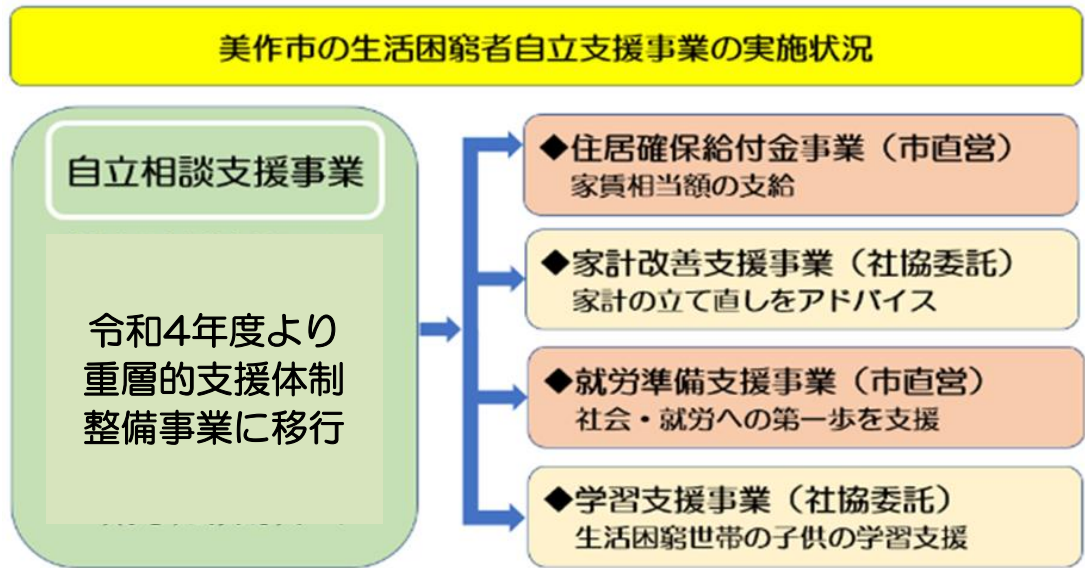 美作市の生活困窮者自立支援事業の実施状況
自立相談支援事業
令和4年度より
重層的支援体制
整備事業に移行
◆住居確保給付金事業（市直営）
家賃相当額の支給
◆家計改善支援事業（社協委託）
家計の立て直しをアドバイス
◆就労準備支援事業（市直営）
社会・就労への第一歩を支援
◆学習支援事業（社協委託）
生活困窮世帯の子供の学習支援